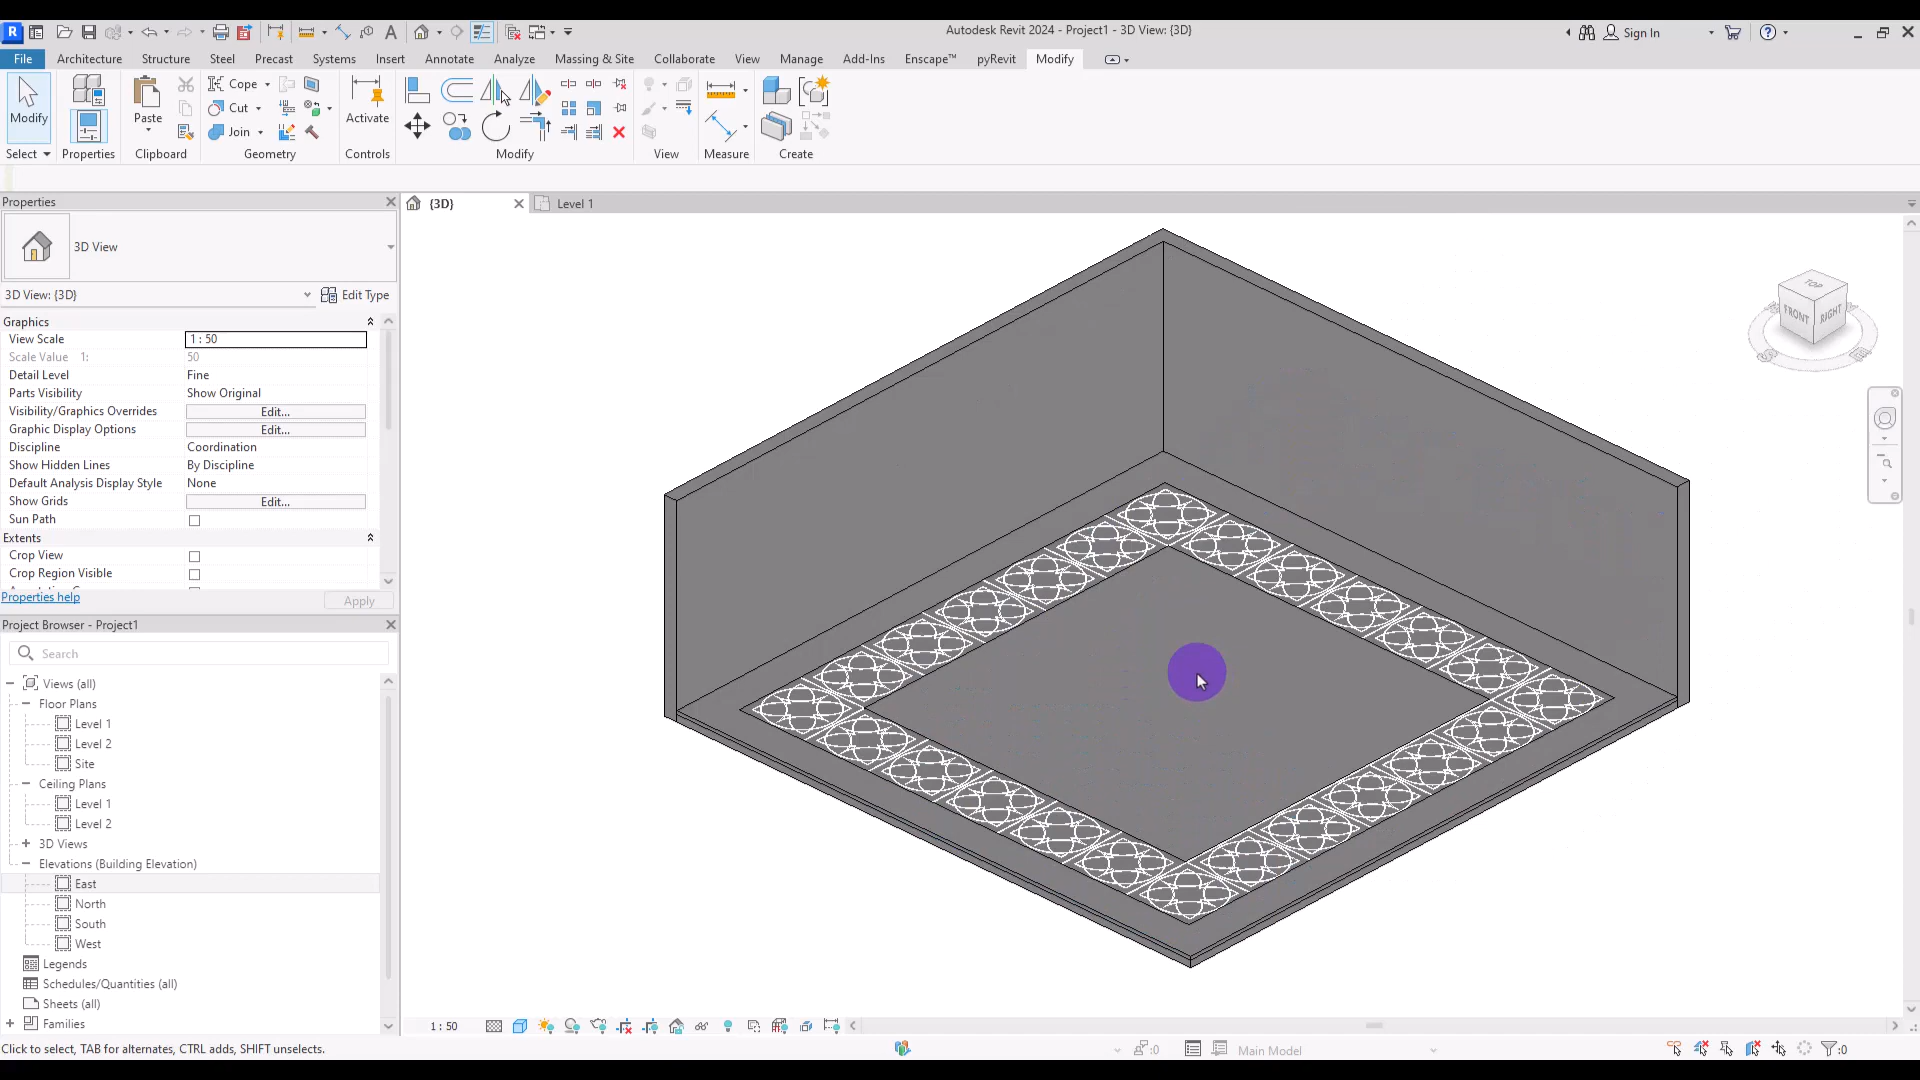 Autodesk Revit 2024 - Project1 - 3D View: {3D}
Sign In
File Architecture Structure Steel Precast Systems Insert Annotate Analyze Massing & Site Collaborate View Manage Add-Ins Enscape™ pyRevit Modify
Modify
Paste
Cope
Cut
Join
Activate
Select Properties Clipboard Geometry Controls Modify View Measure Create
Properties
{3D}
Level 1
3D View
3D View: {3D}
Edit Type
Graphics
View Scale 1 : 50
Scale Value 1: 50
Detail Level Fine
Parts Visibility Show Original
Visibility/Graphics Overrides Edit...
Graphic Display Options Edit...
Discipline Coordination
Show Hidden Lines By Discipline
Default Analysis Display Style None
Show Grids Edit...
Sun Path
Extents
Crop View
Crop Region Visible
Properties help
Apply
Project Browser - Project1
Search
Views (all)
Floor Plans
Level 1
Level 2
Site
Ceiling Plans
Level 1
Level 2
3D Views
Elevations (Building Elevation)
East
North
South
West
Legends
Schedules/Quantities (all)
Sheets (all)
Families
TOP
FRONT
RIGHT
1 : 50
Click to select, TAB for alternates, CTRL adds, SHIFT unselects.
:0
Main Model
:0